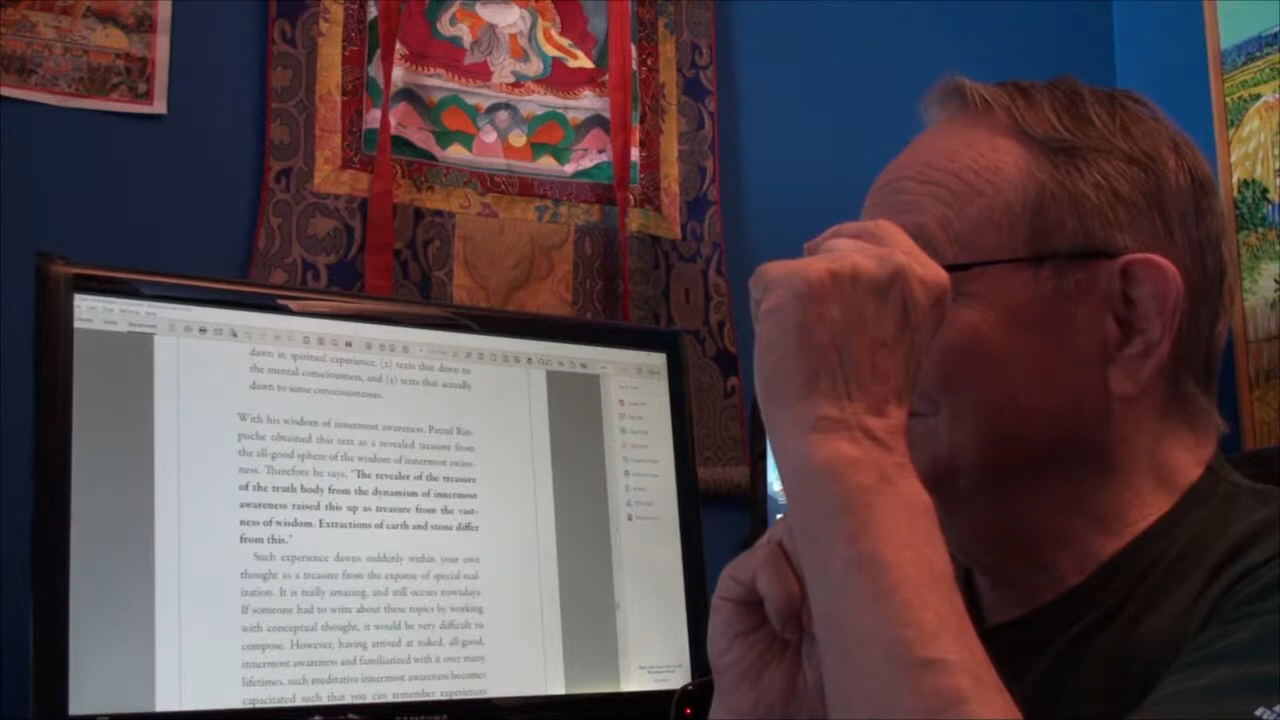 dawn in spiritual experience, (2) texts that dawn to
the mental consciousness, and (3) texts that actually
dawn to sense consciousnesses.
With his wisdom of innermost awareness, Patrul Rin-
poche obtained this text as a revealed treasure from
the all-good sphere of the wisdom of innermost aware-
ness. Therefore he says, "The revealer of the treasure
of the truth body from the dynamism of innermost
awareness raised this up as treasure from the vast-
ness of wisdom. Extractions of earth and stone differ
from this."
Such experience dawns suddenly within your own
thought as a treasure from the expanse of special real-
ization. It is really amazing, and still occurs nowadays.
If someone had to write about these topics by working
with conceptual thought, it would be very difficult to
compose. However, having arrived at naked, all-good,
innermost awareness and familiarized with it over many
lifetimes, such meditative innermost awareness becomes
capacitated such that you can remember experiences